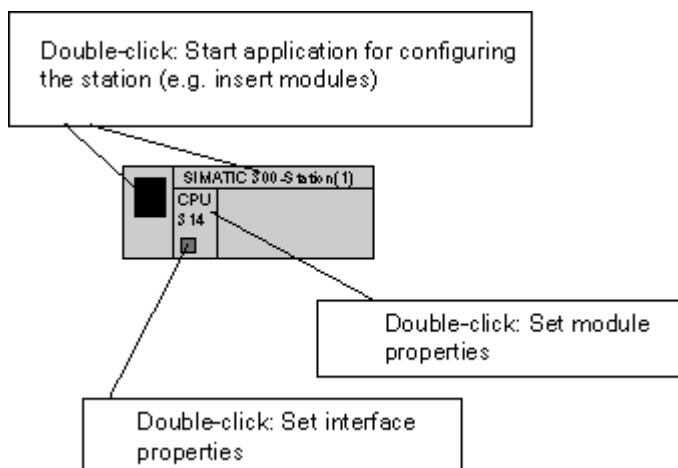 Double-click: Start application for configuring
the station (e.g. insert modules)
SIMATIC 300-Station(1)
CPU
314
Double-click: Set module
properties
Double-click: Set interface
properties